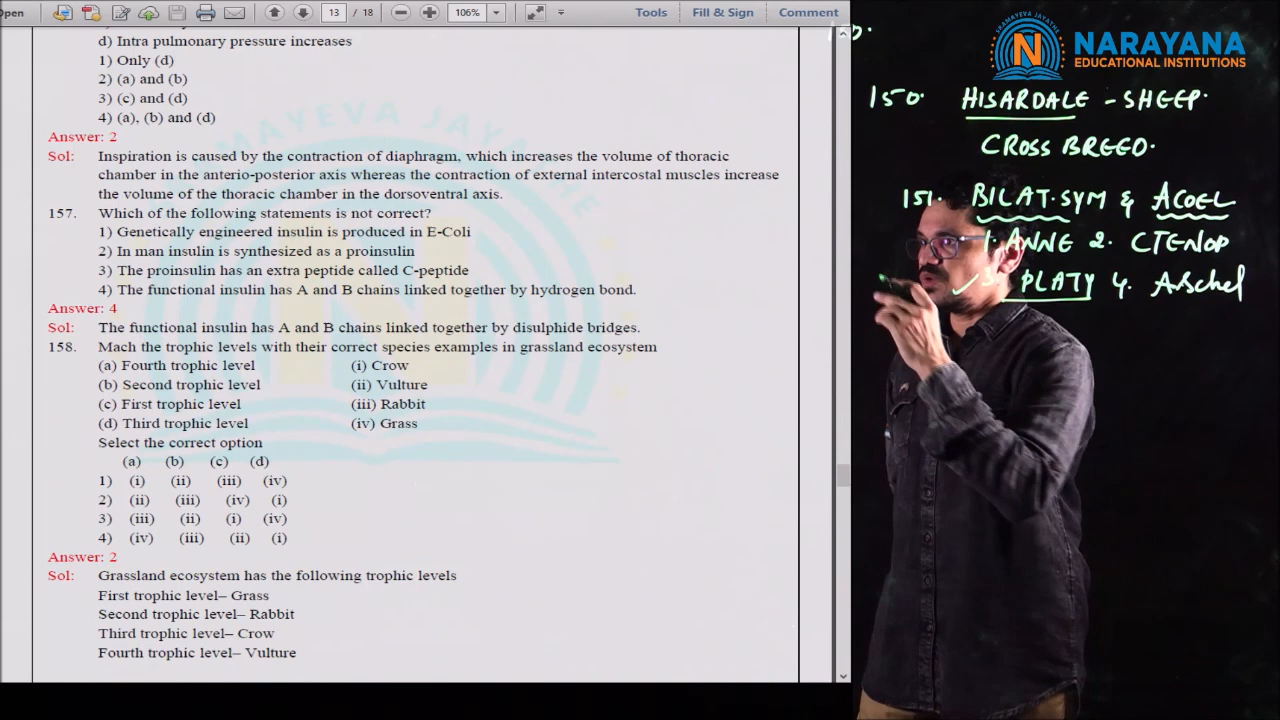 Open 13 / 18 106% Tools Fill & Sign Comment
d) Intra pulmonary pressure increases
1) Only (d)
2) (a) and (b)
3) (c) and (d)
4) (a), (b) and (d)
Answer: 2
Sol: Inspiration is caused by the contraction of diaphragm, which increases the volume of thoracic
chamber in the anterio-posterior axis whereas the contraction of external intercostal muscles increase
the volume of the thoracic chamber in the dorsoventral axis.
157. Which of the following statements is not correct?
1) Genetically engineered insulin is produced in E-Coli
2) In man insulin is synthesized as a proinsulin
3) The proinsulin has an extra peptide called C-peptide
4) The functional insulin has A and B chains linked together by hydrogen bond.
Answer: 4
Sol: The functional insulin has A and B chains linked together by disulphide bridges.
158. Mach the trophic levels with their correct species examples in grassland ecosystem
(a) Fourth trophic level (i) Crow
(b) Second trophic level (ii) Vulture
(c) First trophic level (iii) Rabbit
(d) Third trophic level (iv) Grass
Select the correct option
(a) (b) (c) (d)
1) (i) (ii) (iii) (iv)
2) (ii) (iii) (iv) (i)
3) (iii) (ii) (i) (iv)
4) (iv) (iii) (ii) (i)
Answer: 2
Sol: Grassland ecosystem has the following trophic levels
First trophic level– Grass
Second trophic level– Rabbit
Third trophic level– Crow
Fourth trophic level– Vulture
SRAMAYEVA JAYATHE
N
NARAYANA
EDUCATIONAL INSTITUTIONS
150. HISARDALE - SHEEP.
CROSS BREED.
151. BILAT.SYM & ACOEL
1. ANNE 2. CTENOP
3. PLATY 4. Aschel